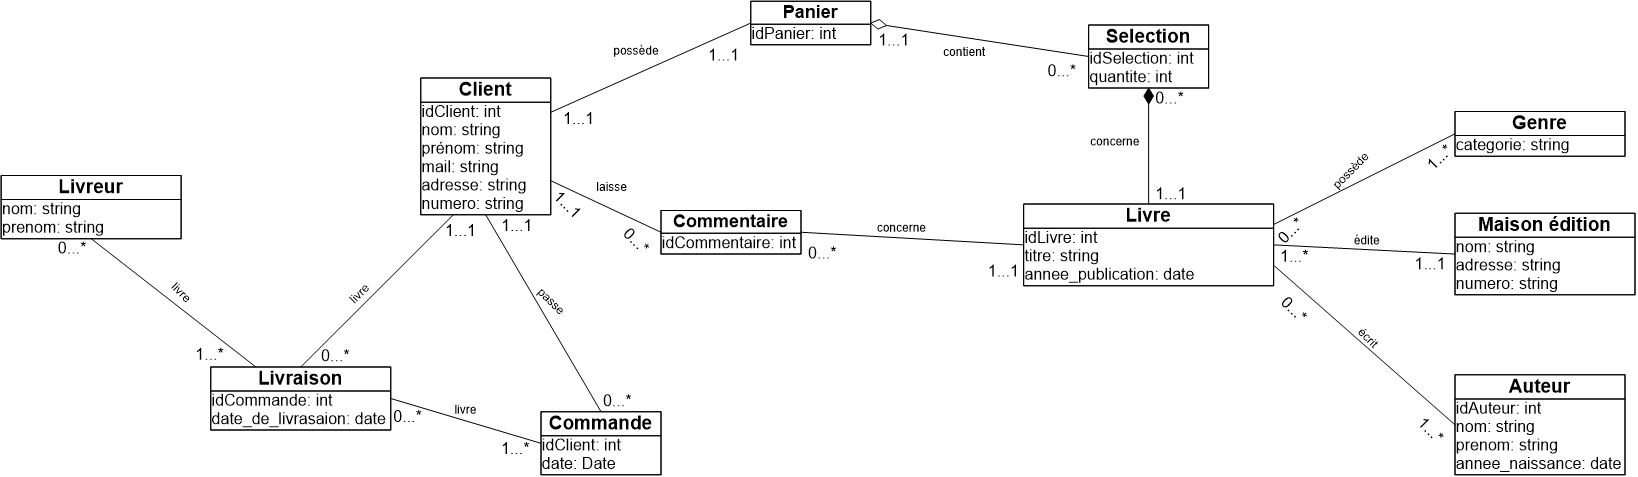 Panier
idPanier: int
1...1
possède
1...1
1...1
contient
0...*
Selection
idSelection: int
quantite: int
0...*
concerne
1...1
Client
idClient: int
nom: string
prénom: string
mail: string
adresse: string
numero: string
1...1
laisse
0...*
Commentaire
idCommentaire: int
0...*
concerne
1...1
Livre
idLivre: int
titre: string
annee_publication: date
Genre
categorie: string
1...*
possède
0...*
Maison édition
nom: string
adresse: string
numero: string
1...*
édite
1...1
0...*
écrit
1...*
Auteur
idAuteur: int
nom: string
prenom: string
annee_naissance: date
Livreur
nom: string
prenom: string
0...*
livre
1...*
1...1
livre
0...*
1...1
passe
0...*
Livraison
idCommande: int
date_de_livrasaion: date
0...*
livre
1...*
Commande
idClient: int
date: Date